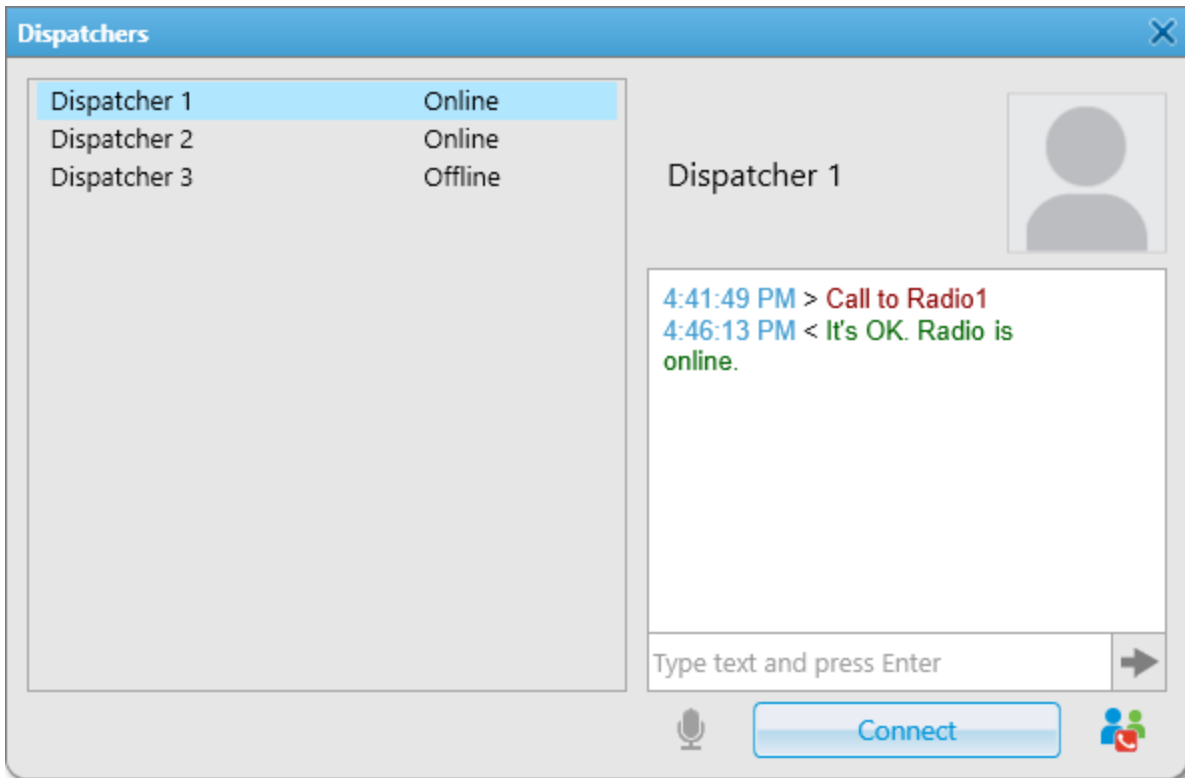 Dispatchers
Dispatcher 1 Online
Dispatcher 2 Online
Dispatcher 3 Offline
Dispatcher 1
4:41:49 PM > Call to Radio1
4:46:13 PM < It's OK. Radio is
online.
Type text and press Enter
Connect